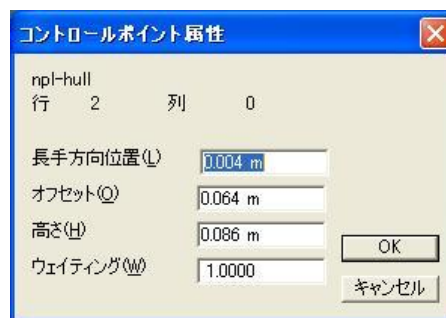 コントロールポイント属性
npl-hull
行 2 列 0
長手方向位置(L) 0.004 m
オフセット(O) 0.064 m
高さ(H) 0.086 m
ウェイティング(W) 1.0000
OK
キャンセル